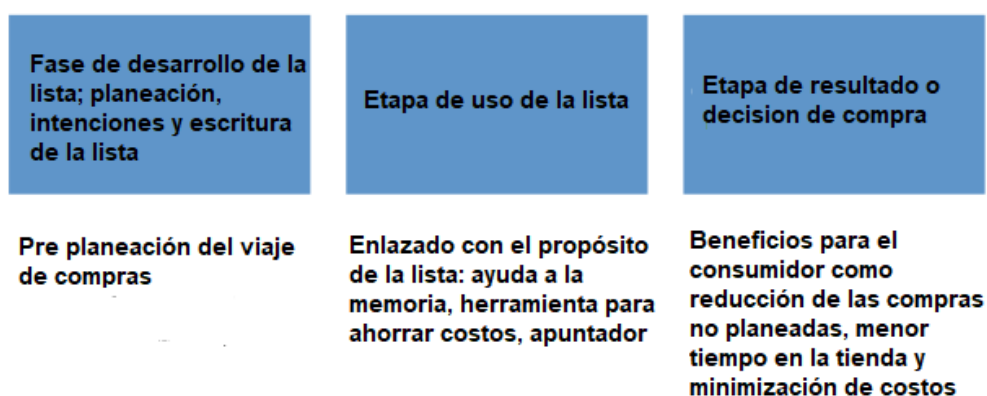 Fase de desarrollo de la
lista; planeación,
intenciones y escritura
de la lista
Etapa de uso de la lista
Etapa de resultado o
decision de compra
Pre planeación del viaje
de compras
Enlazado con el propósito
de la lista: ayuda a la
memoria, herramienta para
ahorrar costos, apuntador
Beneficios para el
consumidor como
reducción de las compras
no planeadas, menor
tiempo en la tienda y
minimización de costos